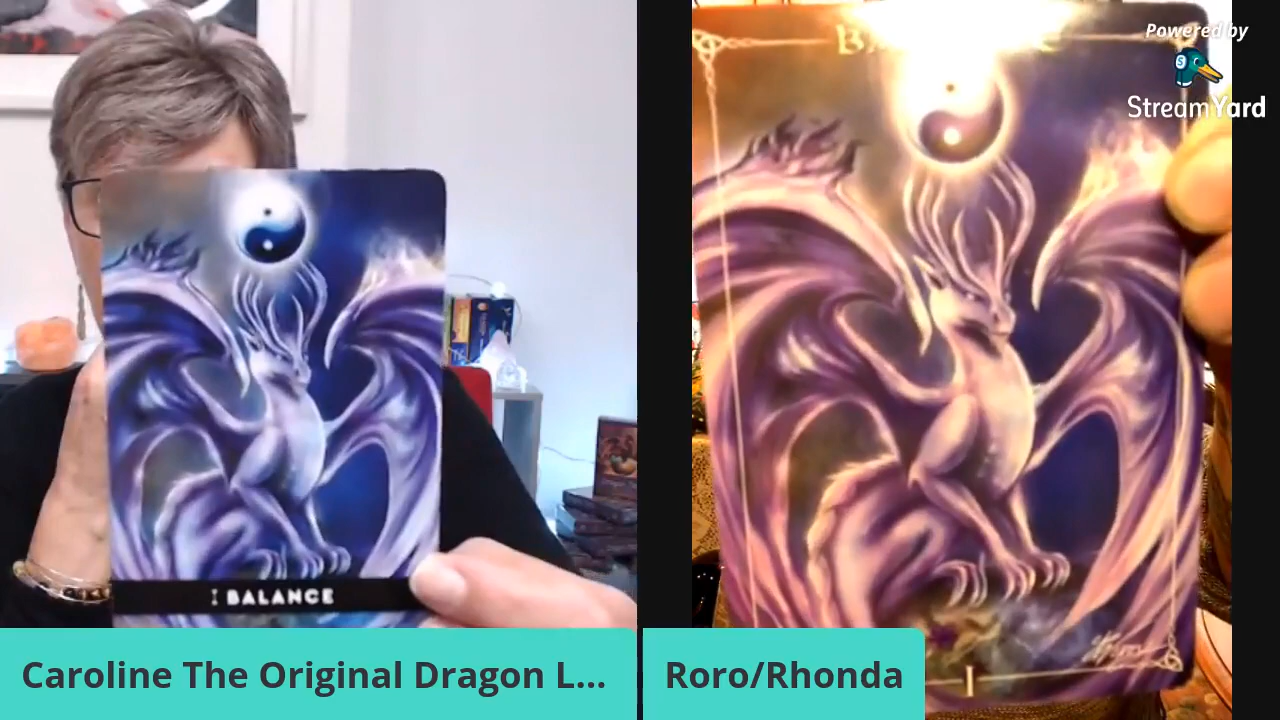 Powered by
StreamYard
I BALANCE
I
Caroline The Original Dragon L...
Roro/Rhonda